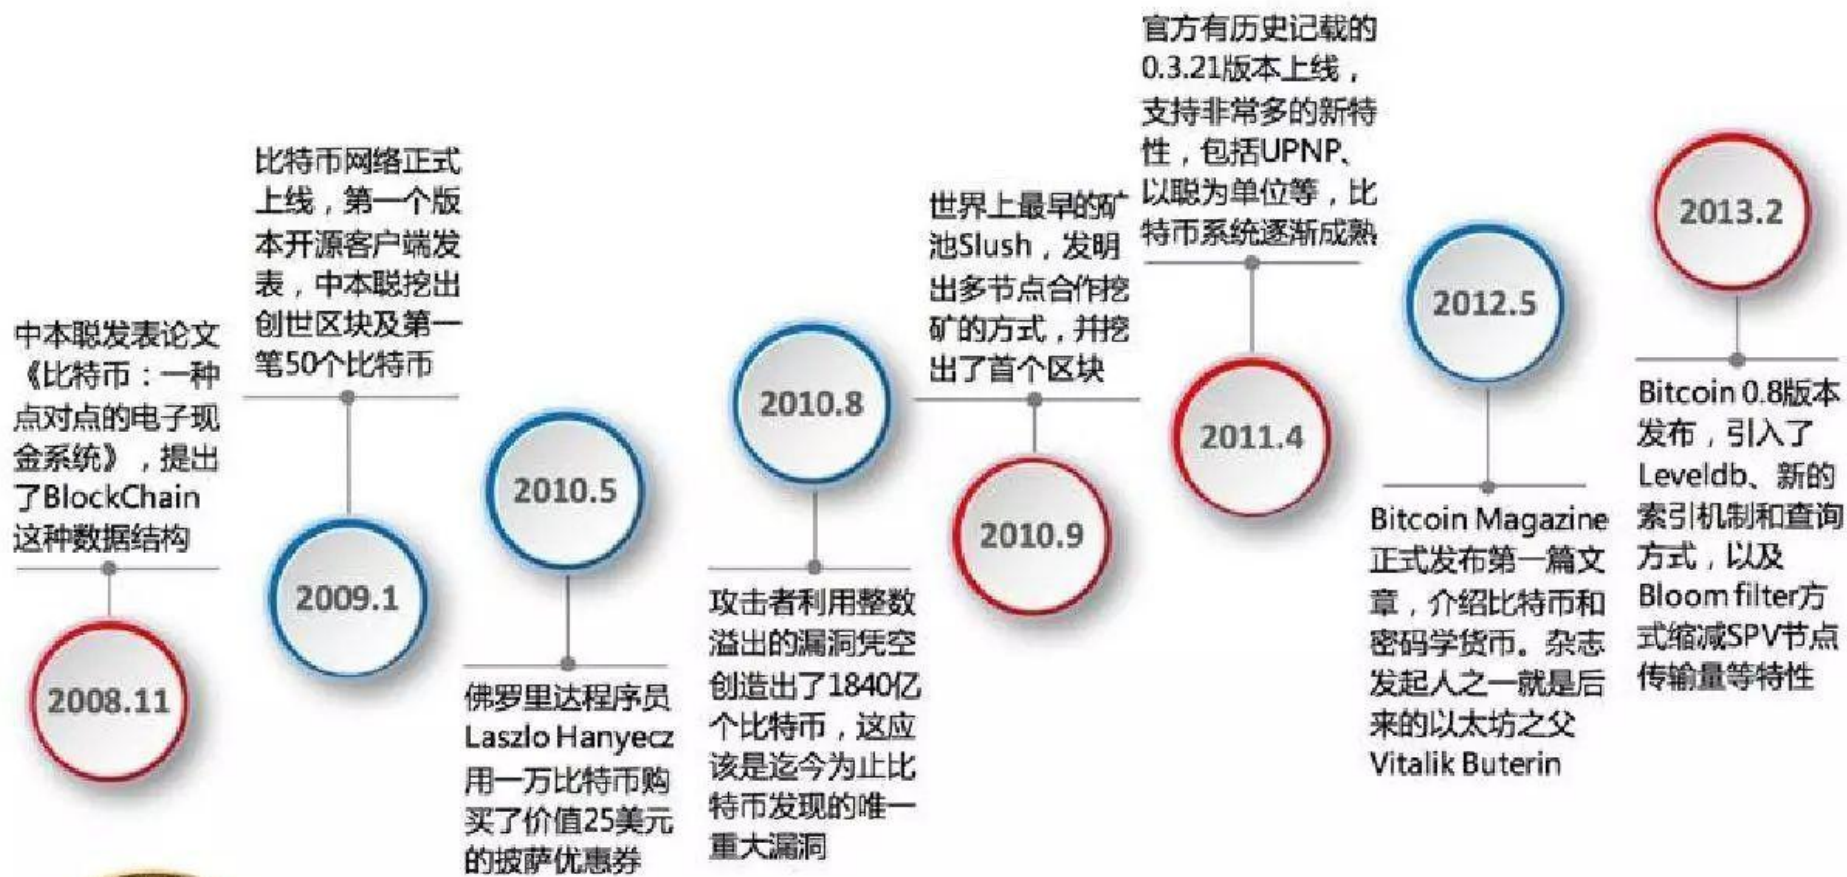 中本聪发表论文
《比特币：一种
点对点的电子现
金系统》，提出
了BlockChain
这种数据结构
2008.11
比特币网络正式
上线，第一个版
本开源客户端发
表，中本聪挖出
创世区块及第一
笔50个比特币
2009.1
2010.5
佛罗里达程序员
Laszlo Hanyecz
用一万比特币购
买了价值25美元
的披萨优惠券
2010.8
攻击者利用整数
溢出的漏洞凭空
创造出了1840亿
个比特币，这应
该是迄今为止比
特币发现的唯一
重大漏洞
世界上最早的矿
池Slush，发明
出多节点合作挖
矿的方式，并挖
出了首个区块
2010.9
官方有历史记载的
0.3.21版本上线，
支持非常多的新特
性，包括UPNP、
以聪为单位等，比
特币系统逐渐成熟
2011.4
2012.5
Bitcoin Magazine
正式发布第一篇文
章，介绍比特币和
密码学货币。杂志
发起人之一就是后
来的以太坊之父
Vitalik Buterin
2013.2
Bitcoin 0.8版本
发布，引入了
Leveldb、新的
索引机制和查询
方式，以及
Bloom filter方
式缩减SPV节点
传输量等特性